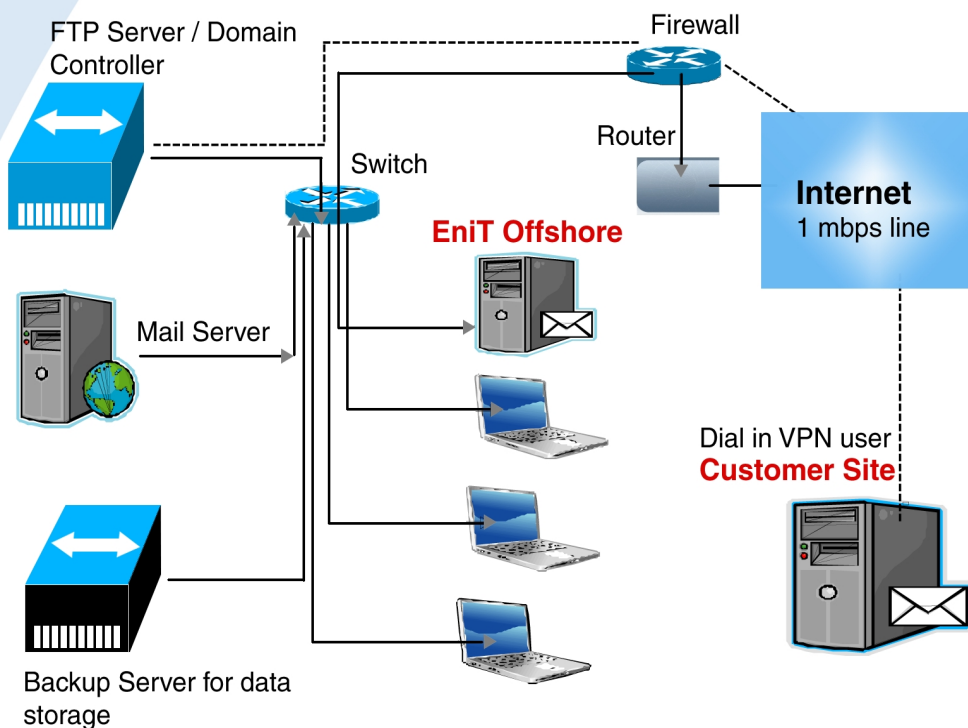 FTP Server / Domain
Controller
Firewall
Router
Switch
Internet
1 mbps line
EniT Offshore
Mail Server
Dial in VPN user
Customer Site
Backup Server for data
storage